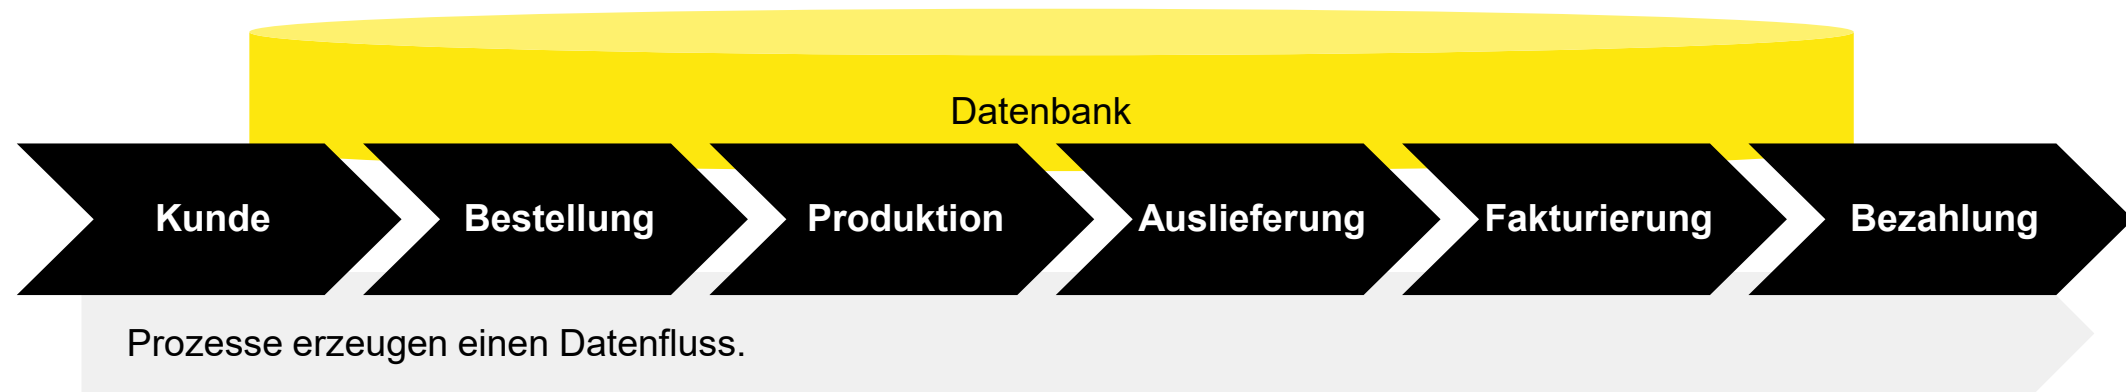 Datenbank
Kunde Bestellung Produktion Auslieferung Fakturierung Bezahlung
Prozesse erzeugen einen Datenfluss.